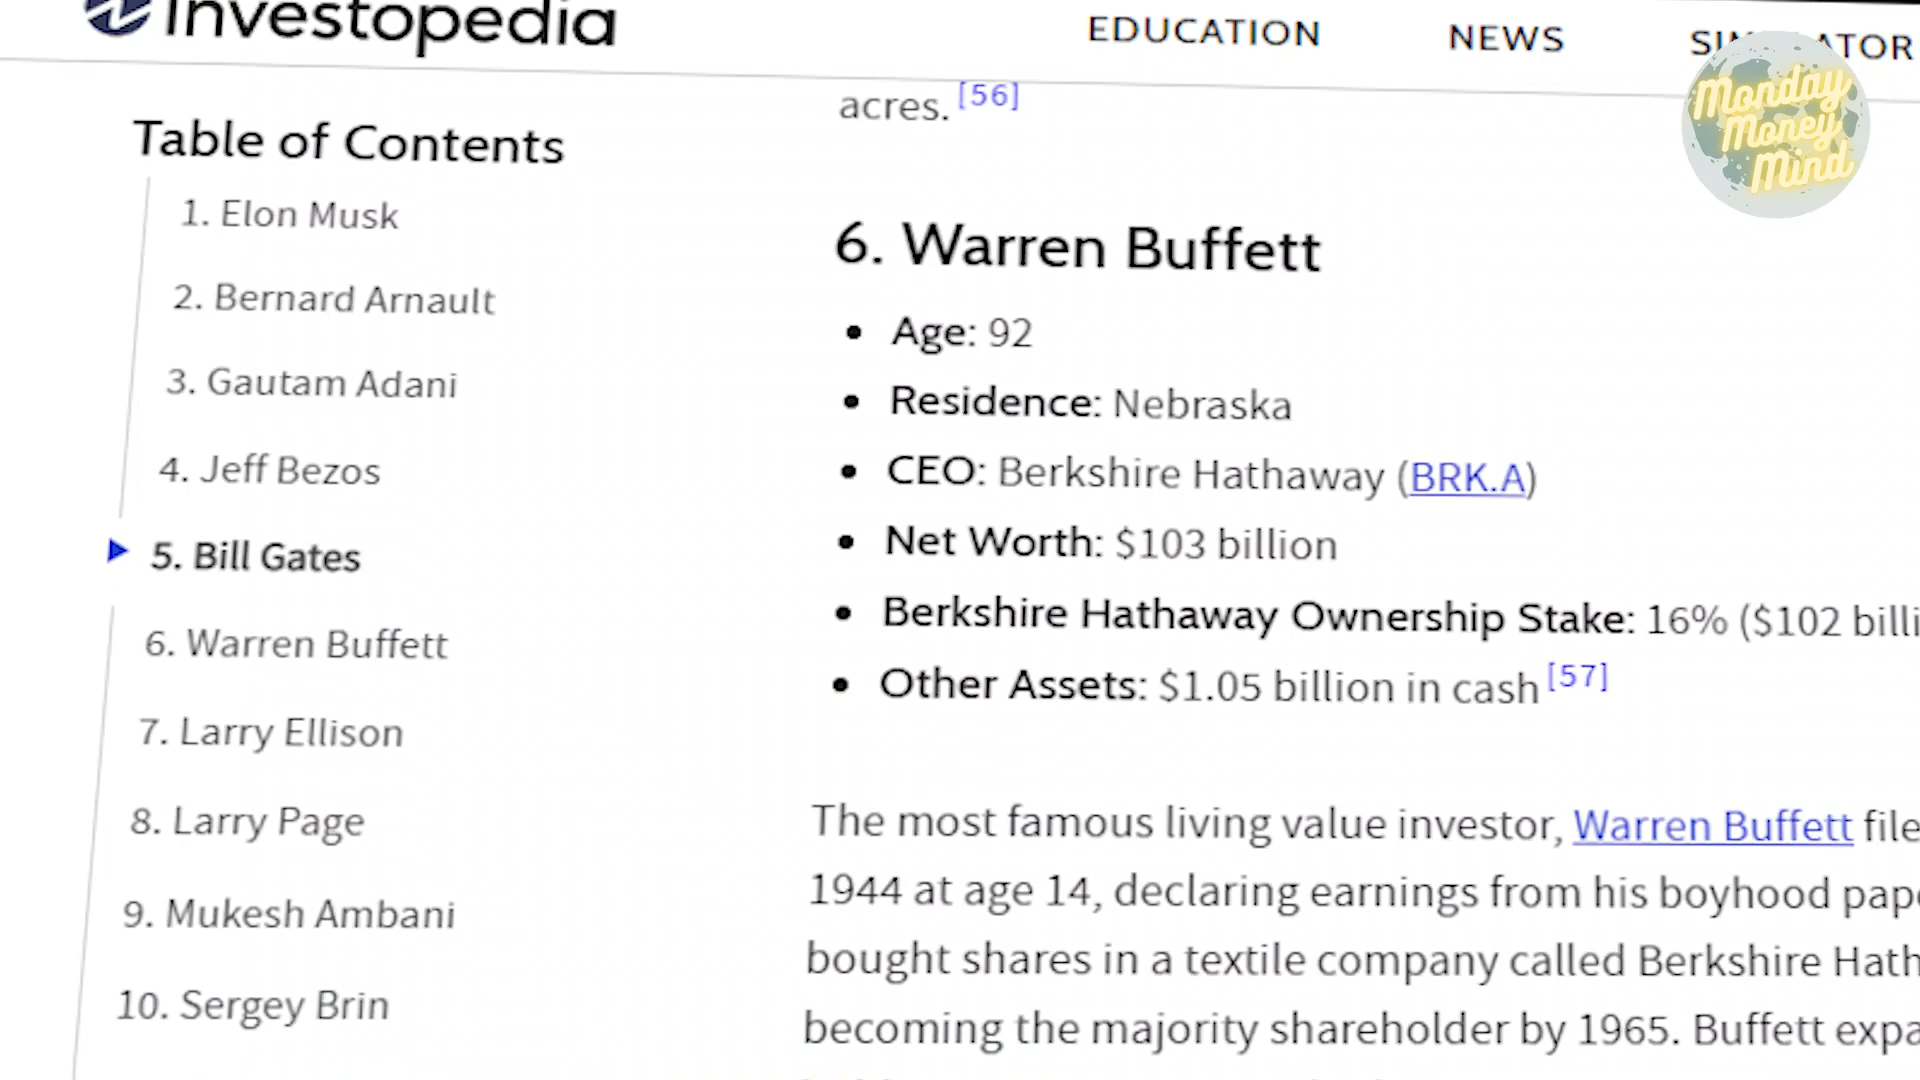 Investopedia
EDUCATION
NEWS
Monday
Money
Mind
Table of Contents
1. Elon Musk
2. Bernard Arnault
3. Gautam Adani
4. Jeff Bezos
5. Bill Gates
6. Warren Buffett
7. Larry Ellison
8. Larry Page
9. Mukesh Ambani
10. Sergey Brin
acres. [56]
6. Warren Buffett
• Age: 92
• Residence: Nebraska
• CEO: Berkshire Hathaway (BRK.A)
• Net Worth: $103 billion
• Berkshire Hathaway Ownership Stake: 16% ($102 billi
• Other Assets: $1.05 billion in cash [57]
The most famous living value investor, Warren Buffett file
1944 at age 14, declaring earnings from his boyhood pap
bought shares in a textile company called Berkshire Hath
becoming the majority shareholder by 1965. Buffett expa